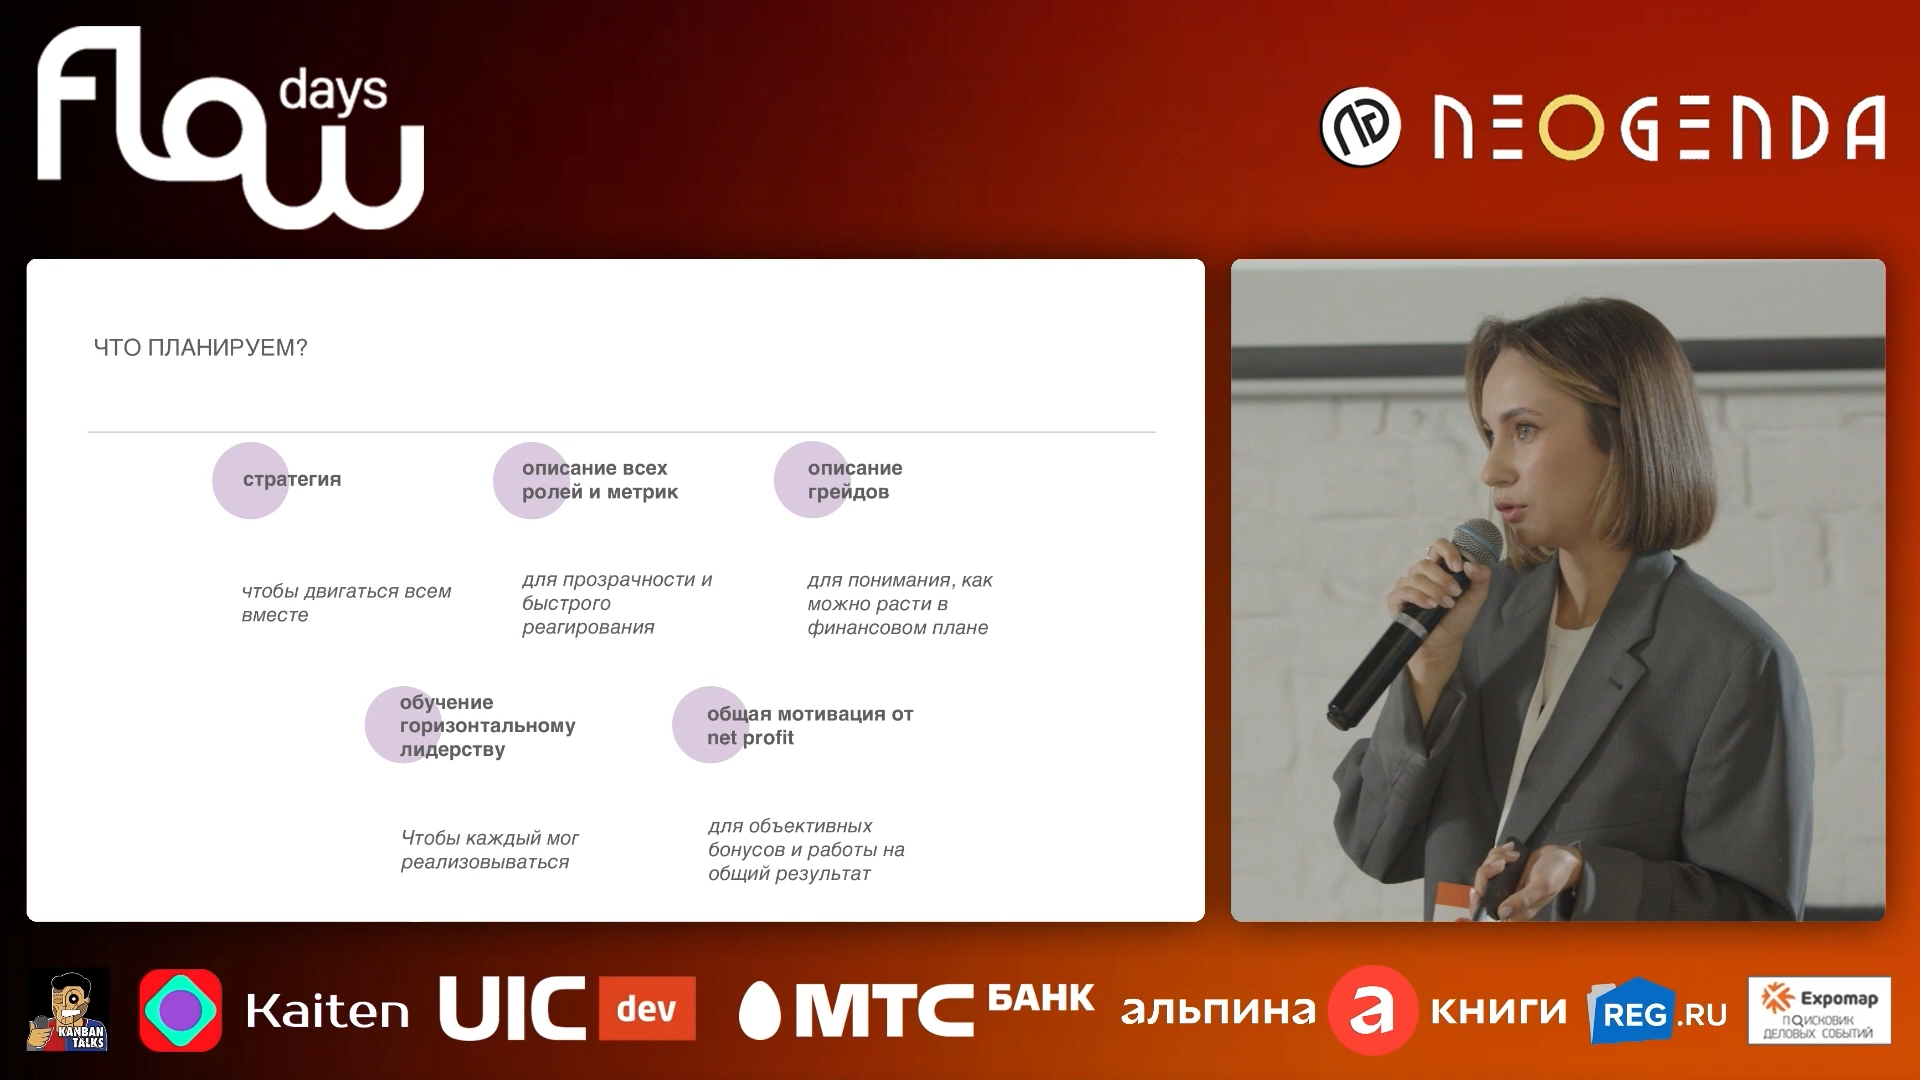 flow
days
NEOGENDA
ЧТО ПЛАНИРУЕМ?
стратегия
описание всех
ролей и метрик
описание
грейдов
чтобы двигаться всем
вместе
для прозрачности и
быстрого
реагирования
для понимания, как
можно расти в
финансовом плане
обучение
горизонтальному
лидерству
общая мотивация от
net profit
Чтобы каждый мог
реализовываться
для объективных
бонусов и работы на
общий результат
KANBAN
TALKS
Kaiten
UIC dev
МТС БАНК
альпина а книги
REG.RU
Expomap
ПОИСКОВИК
ДЕЛОВЫХ СОБЫТИЙ